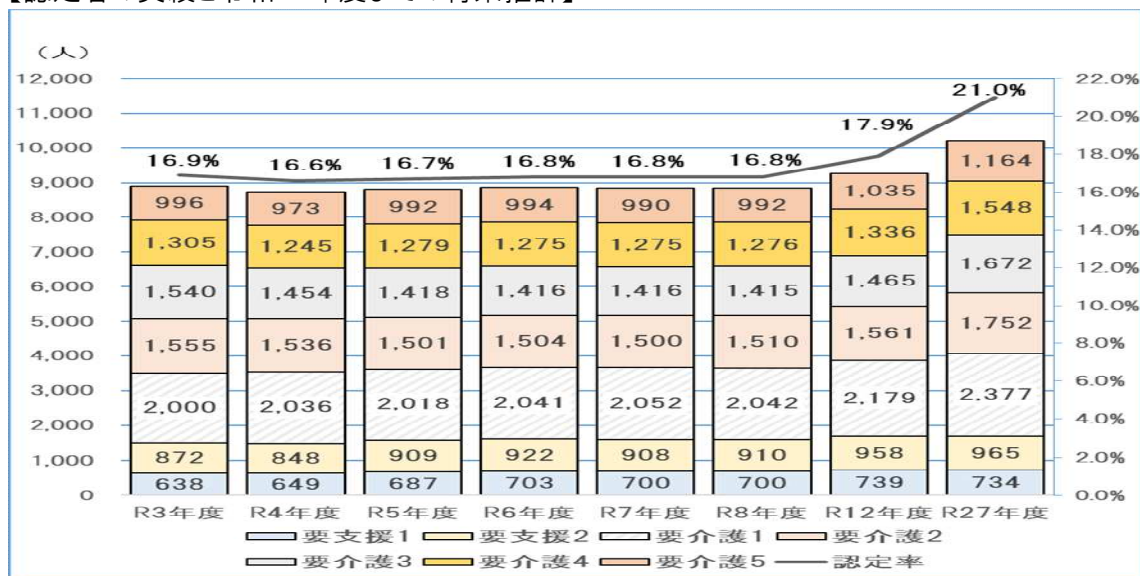 (人)
12,000 22.0%
11,000 20.0%
10,000 18.0%
9,000 16.0%
8,000 14.0%
7,000 12.0%
6,000 10.0%
5,000 8.0%
4,000 6.0%
3,000 4.0%
2,000 2.0%
1,000 0.0%
0
16.9% 16.6% 16.7% 16.8% 16.8% 16.8% 17.9% 21.0%
996 973 992 994 990 992 1,035 1,164
1,305 1,245 1,279 1,275 1,275 1,276 1,336 1,548
1,540 1,454 1,418 1,416 1,416 1,415 1,465 1,672
1,555 1,536 1,501 1,504 1,500 1,510 1,561 1,752
2,000 2,036 2,018 2,041 2,052 2,042 2,179 2,377
872 848 909 922 908 910 958 965
638 649 687 703 700 700 739 734
R3年度 R4年度 R5年度 R6年度 R7年度 R8年度 R12年度 R27年度
要支援1 要支援2 要介護1 要介護2
要介護3 要介護4 要介護5 認定率